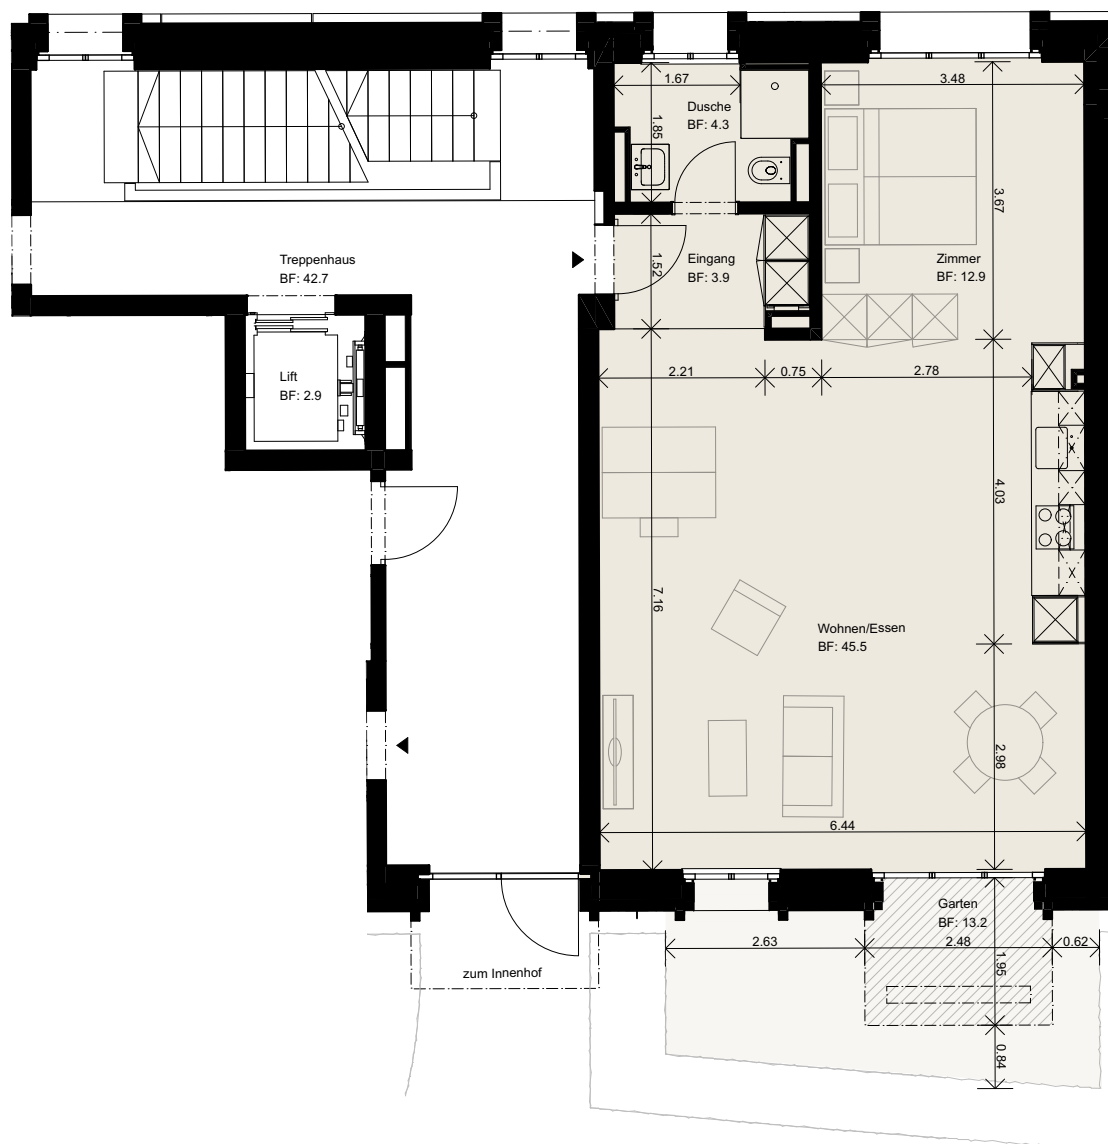 1.67
3.48
Dusche
BF: 4.3
1.85
3.67
Treppenhaus
BF: 42.7
1.52
Eingang
BF: 3.9
Zimmer
BF: 12.9
Lift
BF: 2.9
2.21
0.75
2.78
4.03
7.16
Wohnen/Essen
BF: 45.5
2.98
6.44
Garten
BF: 13.2
2.63
2.48
0.62
1.95
zum Innenhof
0.84